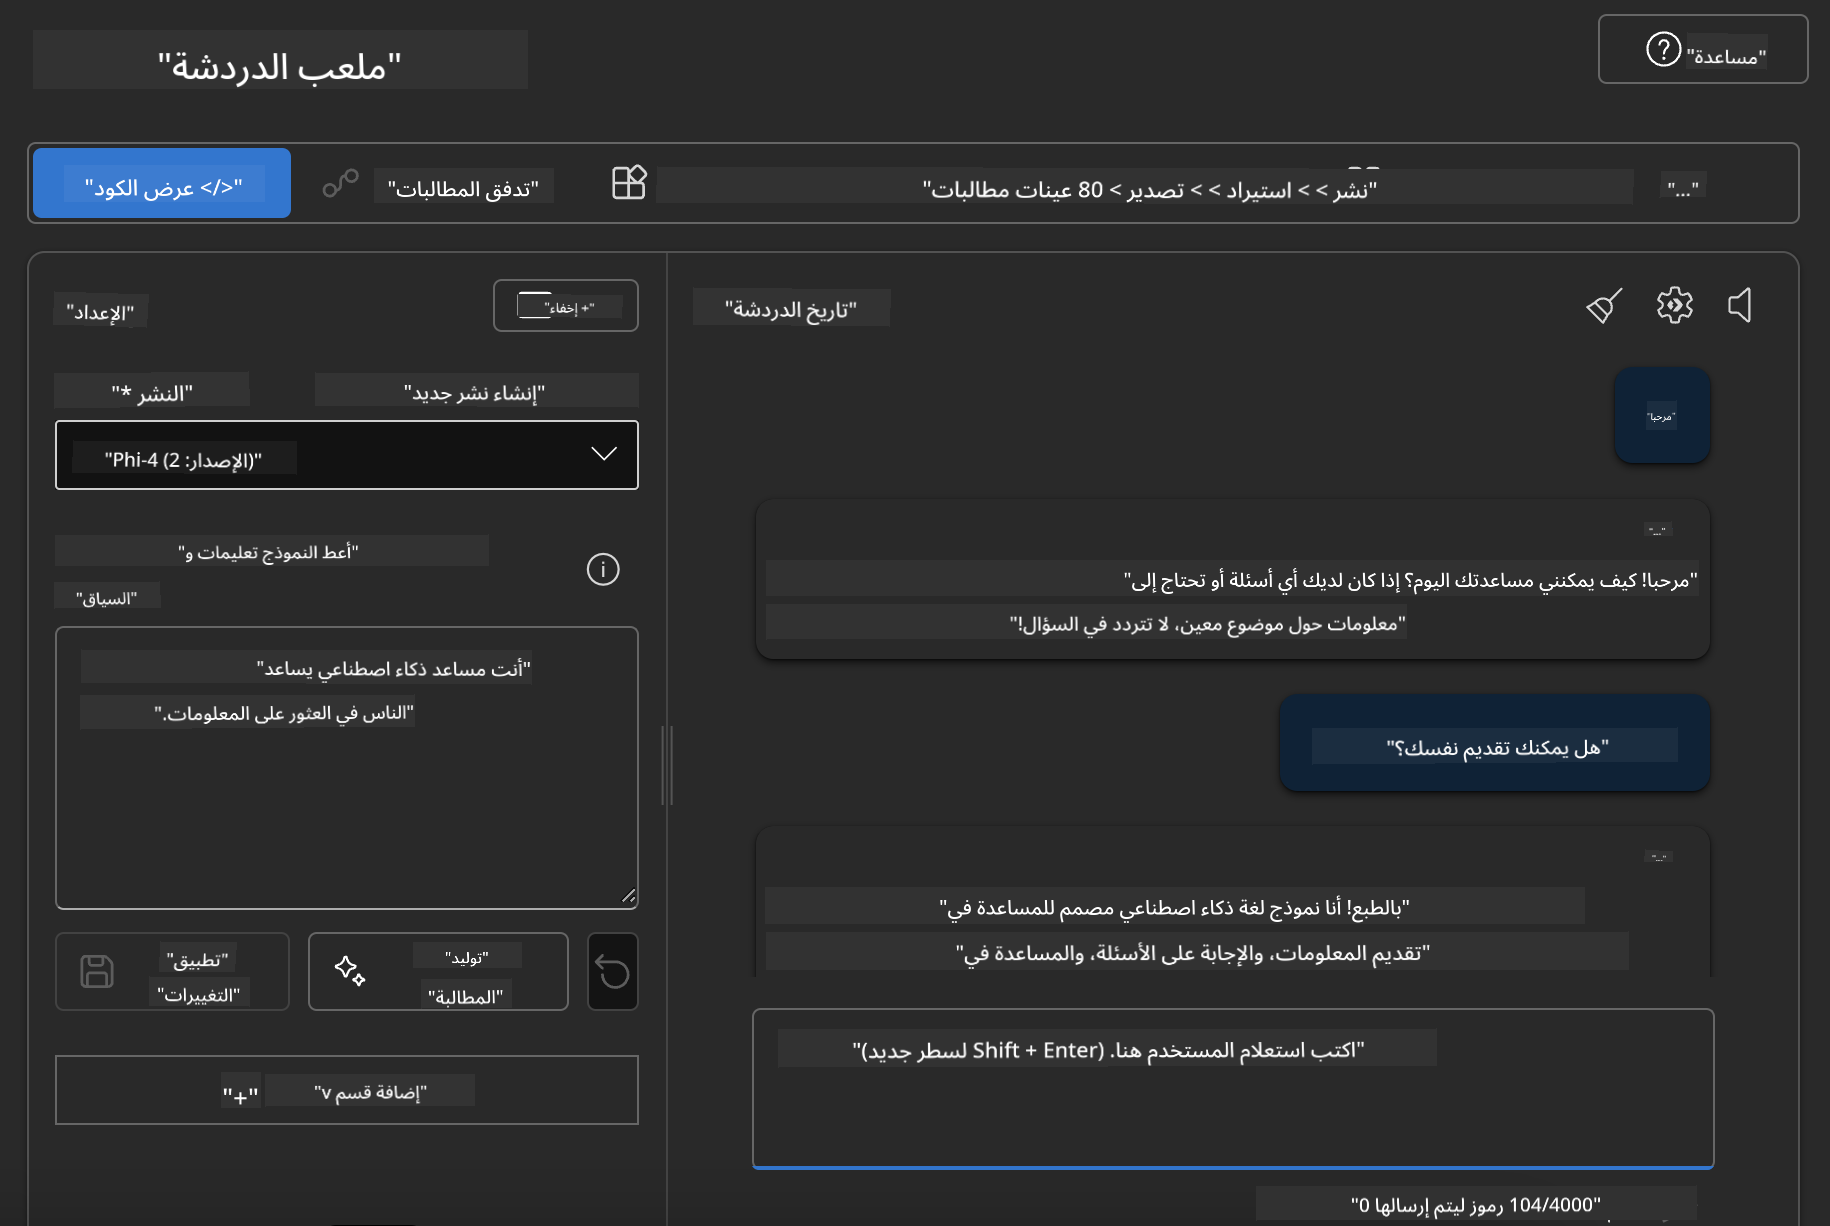 "ملعب الدردشة"
"مساعدة"
"</> عرض الكود"
"تدفق المطالبات"
"نشر > > استيراد > > تصدير > 80 عينات مطالبات"
"..."
"الإعداد"
"+ إخفاء"
"النشر *"
"إنشاء نشر جديد"
"Phi-4 (الإصدار: 2)"
"أعط النموذج تعليمات و"
"السياق"
"أنت مساعد ذكاء اصطناعي يساعد"
"الناس في العثور على المعلومات."
"تطبيق"
"التغييرات"
"توليد"
"المطالبة"
"+"
"إضافة قسم v"
"تاريخ الدردشة"
"مرحبا"
"..."
"مرحبا! كيف يمكنني مساعدتك اليوم؟ إذا كان لديك أي أسئلة أو تحتاج إلى"
"معلومات حول موضوع معين، لا تتردد في السؤال!"
"هل يمكنك تقديم نفسك؟"
"..."
"بالطبع! أنا نموذج لغة ذكاء اصطناعي مصمم للمساعدة في"
"تقديم المعلومات، والإجابة على الأسئلة، والمساعدة في"
"اكتب استعلام المستخدم هنا. (Shift + Enter لسطر جديد)"
"104/4000 رموز ليتم إرسالها 0"